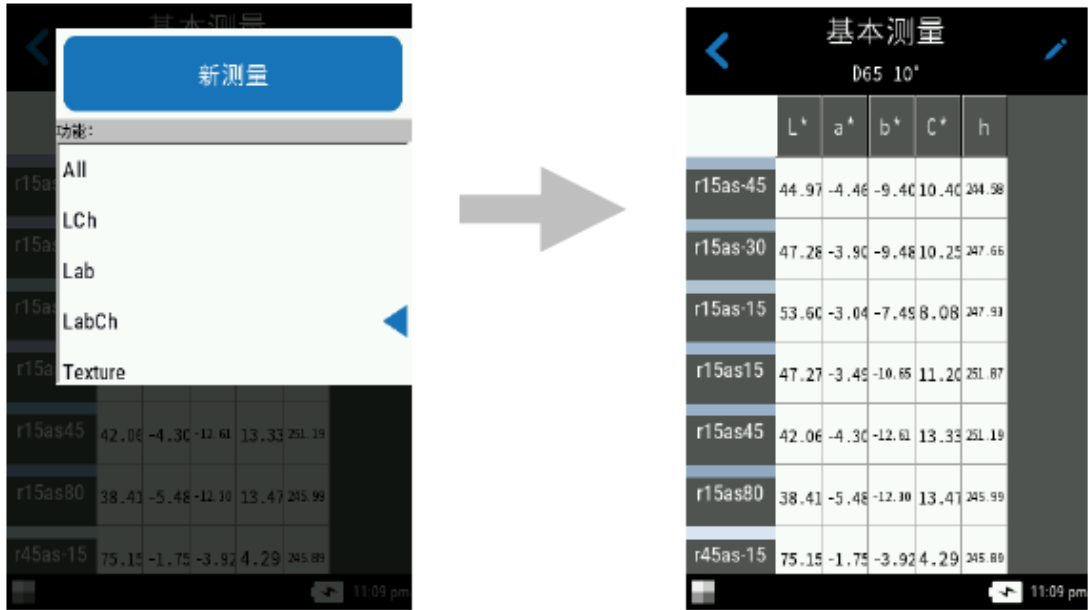 基本测量
新测量
功能：
All
LCh
Lab
LabCh
Texture
r15as45 42.06 -4.30 -12.61 13.33 251.19
r15as80 38.41 -5.48 -12.30 13.47 245.99
r45as-15 75.15 -1.75 -3.92 4.29 245.89
11:09 pm
基本测量
D65 10°
L* a* b* C* h
r15as-45 44.97 -4.46 -9.40 10.40 244.58
r15as-30 47.28 -3.90 -9.48 10.25 247.66
r15as-15 53.60 -3.04 -7.49 8.08 247.93
r15as15 47.27 -3.49 -10.65 11.20 251.87
r15as45 42.06 -4.30 -12.61 13.33 251.19
r15as80 38.41 -5.48 -12.30 13.47 245.99
r45as-15 75.15 -1.75 -3.92 4.29 245.89
11:09 pm